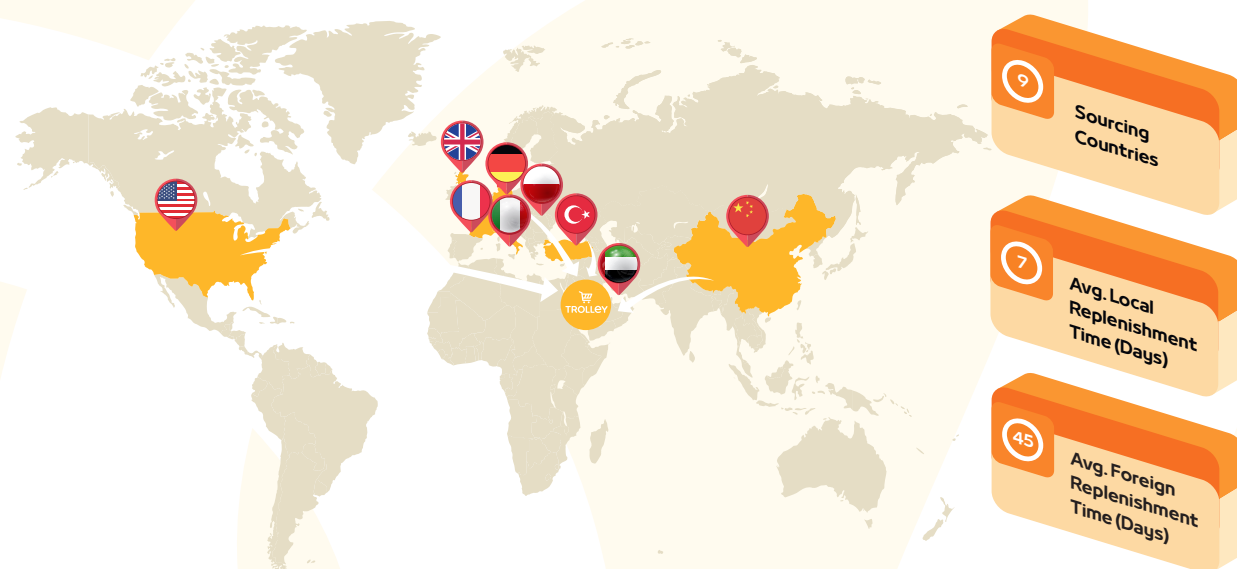 TROLLEY
9
Sourcing
Countries
7
Avg. Local
Replenishment
Time (Days)
45
Avg. Foreign
Replenishment
Time (Days)